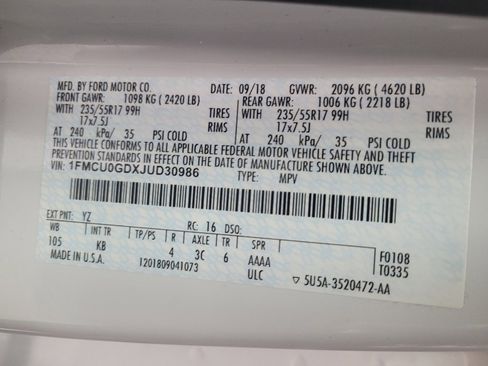 MFD. BY FORD MOTOR CO.
DATE: 09/18 GVWR: 2096 KG (4620 LB)
FRONT GAWR: 1098 KG (2420 LB) REAR GAWR: 1006 KG (2218 LB)
WITH 235/55R17 99H TIRES WITH 235/55R17 99H TIRES
17x7.5J RIMS 17x7.5J RIMS
AT 240 kPa/ 35 PSI COLD AT 240 kPa/ 35 PSI COLD
THIS VEHICLE CONFORMS TO ALL APPLICABLE FEDERAL MOTOR VEHICLE SAFETY AND THEFT
PREVENTION STANDARDS IN EFFECT ON THE DATE OF MANUFACTURE SHOWN ABOVE.
VIN: 1FMCU0GDXJUD30986 TYPE: MPV
EXT PNT: YZ RC: 16 DSO:
WB INT TR TP/PS R AXLE TR SPR F0108
105 KB 4 3C 6 AAAA T0335
MADE IN U.S.A. 1201809041073 ULC ▽ 5U5A-3520472-AA